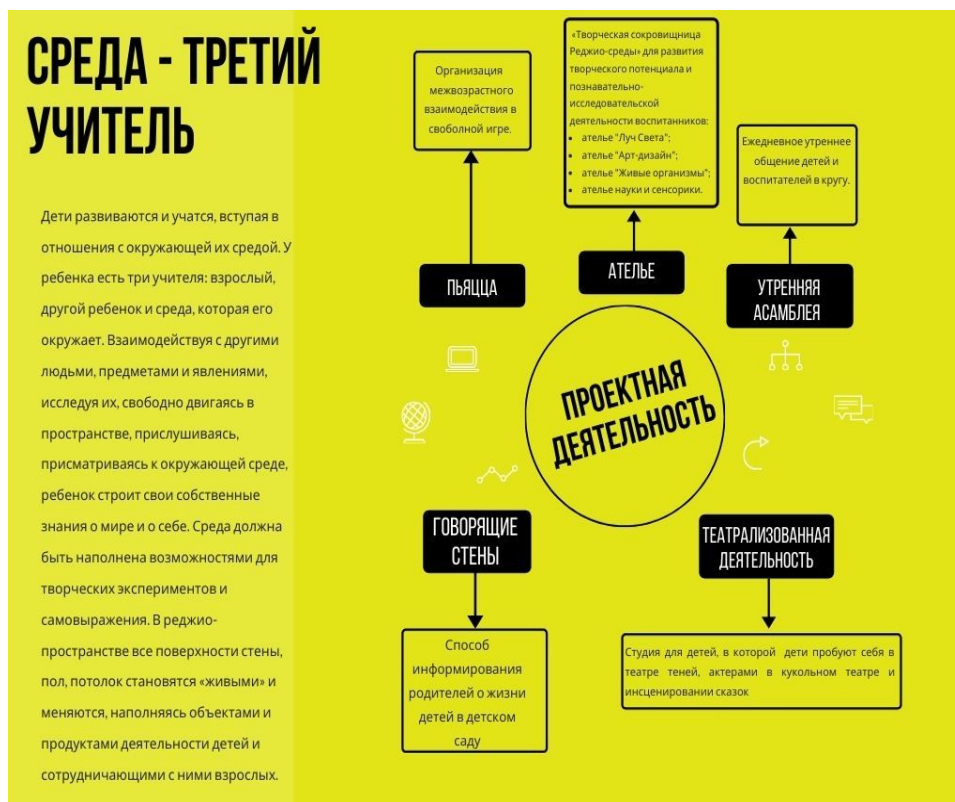 СРЕДА - ТРЕТИЙ
УЧИТЕЛЬ
Дети развиваются и учатся, вступая в
отношения с окружающей их средой. У
ребенка есть три учителя: взрослый,
другой ребенок и среда, которая его
окружает. Взаимодействуя с другими
людьми, предметами и явлениями,
исследуя их, свободно двигаясь в
пространстве, прислушиваясь,
присматриваясь к окружающей среде,
ребенок строит свои собственные
знания о мире и о себе. Среда должна
быть наполнена возможностями для
творческих экспериментов и
самовыражения. В реджио-
пространстве все поверхности стены,
пол, потолок становятся «живыми» и
меняются, наполняясь объектами и
продуктами деятельности детей и
сотрудничающими с ними взрослых.
Организация
межвозрастного
взаимодействия в
своболной игре.
ПЬЯЦЦА
«Творческая сокровищница
Реджио-среды» для развития
творческого потенциала и
познавательно-
исследовательской
деятельности воспитанников:
• ателье "Луч Света";
• ателье "Арт-дизайн";
• ателье "Живые организмы";
• ателье науки и сенсорики.
АТЕЛЬЕ
Ежедневное утреннее
общение детей и
воспитателей в кругу.
УТРЕННЯЯ
АСАМБЛЕЯ
ПРОЕКТНАЯ
ДЕЯТЕЛЬНОСТЬ
ГОВОРЯЩИЕ
СТЕНЫ
Способ
информирования
родителей о жизни
детей в детском
саду
ТЕАТРАЛИЗОВАННАЯ
ДЕЯТЕЛЬНОСТЬ
Студия для детей, в которой дети пробуют себя в
театре теней, актерами в кукольном театре и
инсценировании сказок